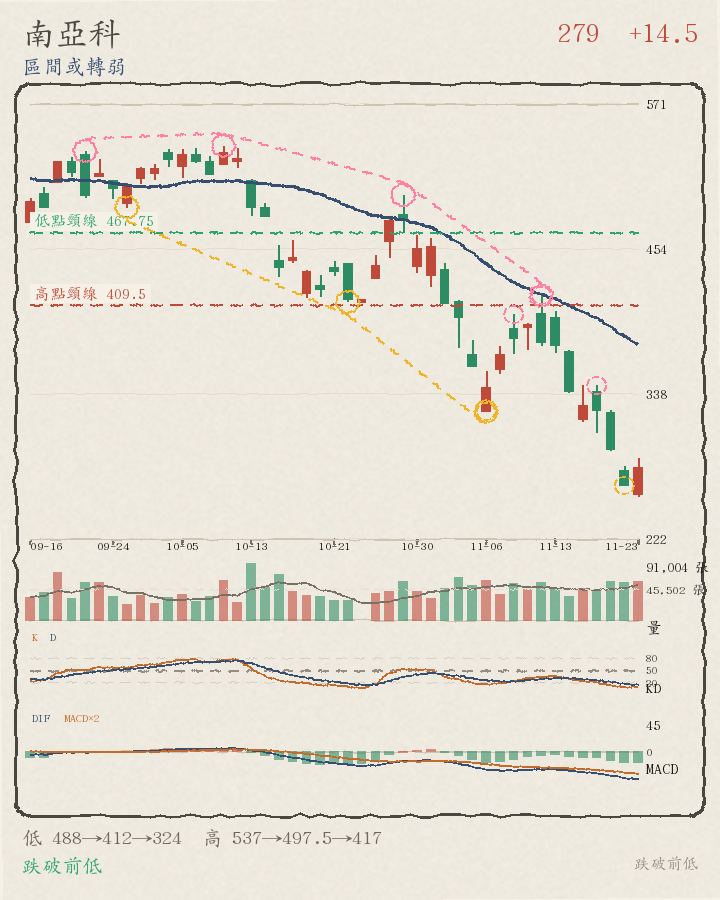 南亞科
279 +14.5
區間或轉弱
571
低點頸線 467.75
454
高點頸線 409.5
338
222
09-16 09-24 10-05 10-13 10-21 10-30 11-06 11-13 11-23
91,004 張
45,502 張
量
K D
80
50
20
KD
DIF MACD×2
45
0
MACD
低 488→412→324 高 537→497.5→417
跌破前低
跌破前低